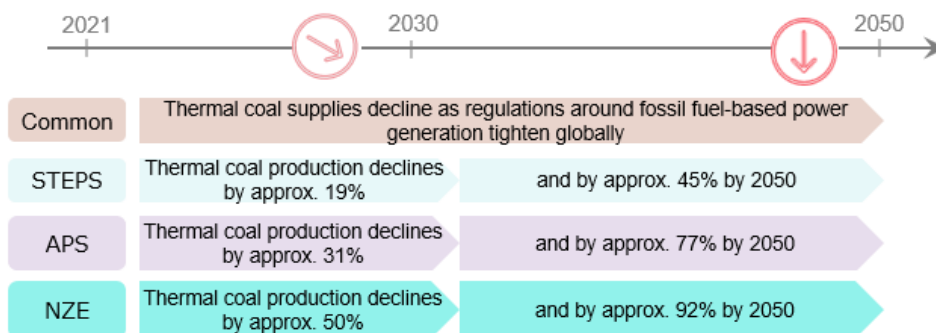 2021
2030
2050
Common
Thermal coal supplies decline as regulations around fossil fuel-based power
generation tighten globally
STEPS
Thermal coal production declines
by approx. 19%
and by approx. 45% by 2050
APS
Thermal coal production declines
by approx. 31%
and by approx. 77% by 2050
NZE
Thermal coal production declines
by approx. 50%
and by approx. 92% by 2050